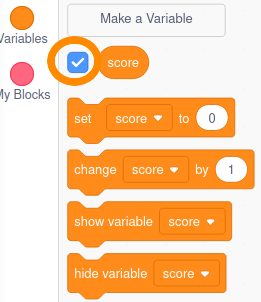 Make a Variable
Variables
score
My Blocks
set score to 0
change score by 1
show variable score
hide variable score